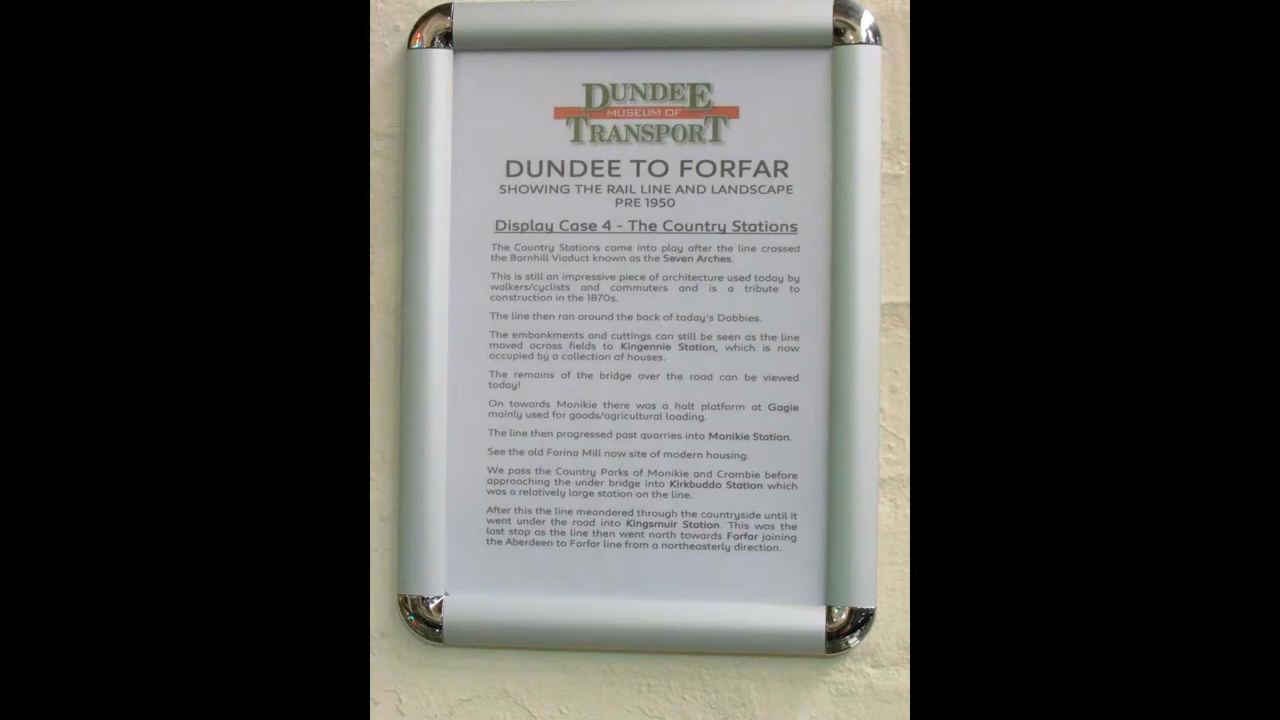 DUNDEE
MUSEUM OF
TRANSPORT
DUNDEE TO FORFAR
SHOWING THE RAIL LINE AND LANDSCAPE
PRE 1950
Display Case 4 - The Country Stations
The Country Stations come into play after the line crossed
the Barnhill Viaduct known as the Seven Arches.
This is still an impressive piece of architecture used today by
walkers/cyclists and commuters and is a tribute to
construction in the 1870s.
The line then ran around the back of today's Dobbies.
The embankments and cuttings can still be seen as the line
moved across fields to Kingennie Station, which is now
occupied by a collection of houses.
The remains of the bridge over the road can be viewed
today!
On towards Monikie there was a halt platform at Gagie
mainly used for goods/agricultural loading.
The line then progressed past quarries into Monikie Station.
See the old Farina Mill now site of modern housing.
We pass the Country Parks of Monikie and Crombie before
approaching the under bridge into Kirkbuddo Station which
was a relatively large station on the line.
After this the line meandered through the countryside until it
went under the road into Kingsmuir Station. This was the
last stop as the line then went north towards Forfar joining
the Aberdeen to Forfar line from a northeasterly direction.